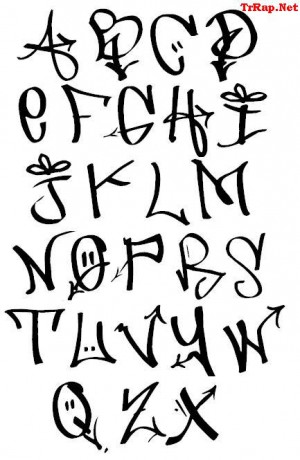 TrRap.Net
A B C D
e F G H I
J K L M
N O P R S
T U V Y W
Q Z X